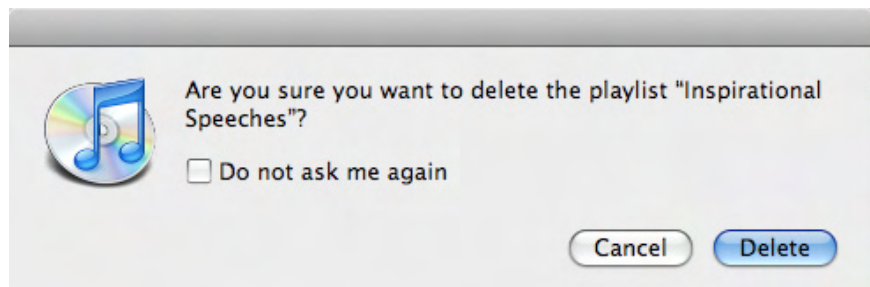 Are you sure you want to delete the playlist “Inspirational
Speeches”?
Do not ask me again
Cancel Delete